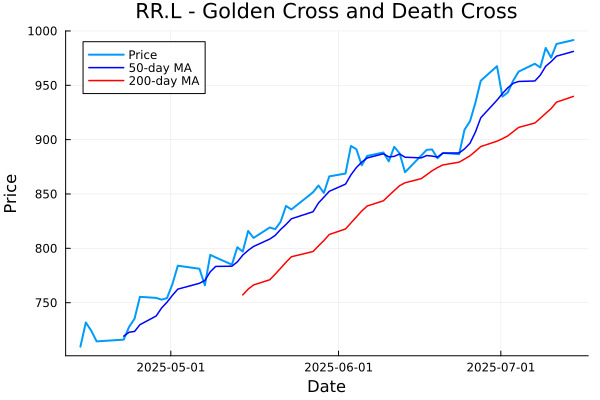 RR.L - Golden Cross and Death Cross
Price
50-day MA
200-day MA
1000
950
900
850
800
750
Price
2025-05-01
2025-06-01
2025-07-01
Date